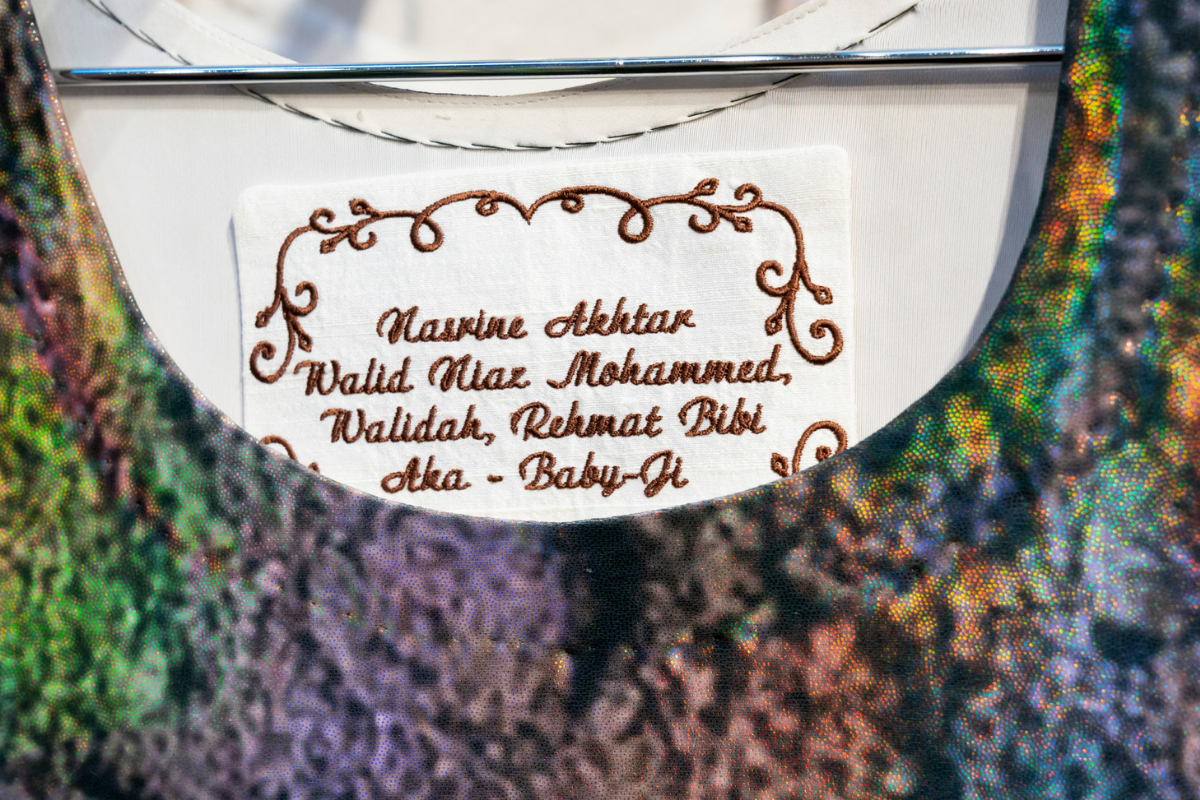 Nasrine Akhtar
Walid Niaz Mohammed,
Walidah, Rehmat Bibi
Aka - Baby-Ji